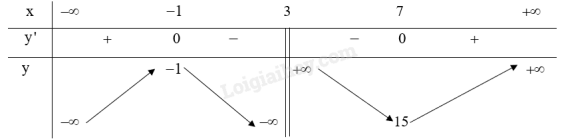 x −∞ −1 3 7 +∞
y' + 0 − − 0 +
y −1 +∞ +∞
−∞ −∞ 15
Loigiaihay.com